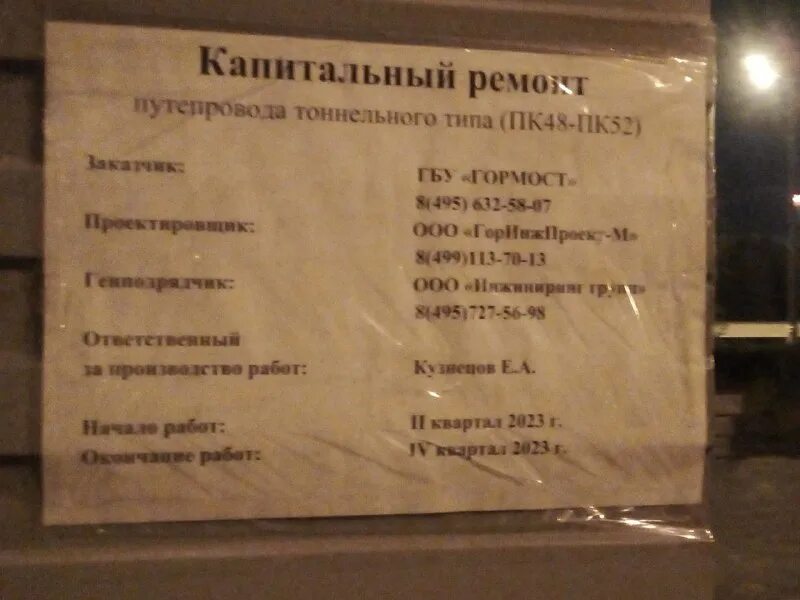 Капитальный ремонт
путепровода тоннельного типа (ПК48-ПК52)
Закатчик: ГБУ «ГОРМОСТ»
8(495) 632-58-07
Проектировщик: ООО «ГорИнжПроект-М»
8(499)113-70-13
Генподрядчик: ООО «Инжиниринг групп»
8(495)727-56-98
Ответственный
за производство работ: Кузнецов Е.А.
Начало работ: II квартал 2023 г.
Окончание работ: IV квартал 2023 г.